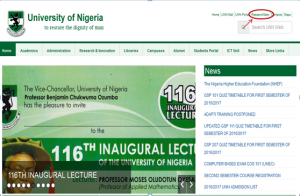 University of Nigeria
to restore the dignity of man
Search UNN Web
Home Academics Administration Research & Innovation Libraries Campuses Alumni Students Portal ICT Unit News More Links
The Vice-Chancellor, University of Nigeria
Professor Benjamin Chukwuma Ozumba
has the pleasure to invite
116TH
INAUGURAL
LECTURE
116TH INAUGURAL LECTURE
OF THE UNIVERSITY OF NIGERIA
LECTURER: PROFESSOR MOSES OLUDOTUN
116TH INAUGURAL LECTURE
(Professor of Applied Mathematics)
News
The Nigeria Higher Education Foundation (NHEF)
GSP 101 QUIZ TIMETABLE FOR FIRST SEMESTER OF 2016/2017
ADAPTI TRAINING POSTPONED
UPDATED GSP 101 QUIZ TIMETABLE FOR FIRST SEMESTER OF 2016/2017
GSP 207 QUIZ TIMETABLE FOR FIRST SEMESTER OF 2016/2017
COMPUTER BASED EXAM COS 101 (UNEC)
SECOND SEMESTER COURSE REGISTRATION
2016/2017 UNN ADMISSION LIST